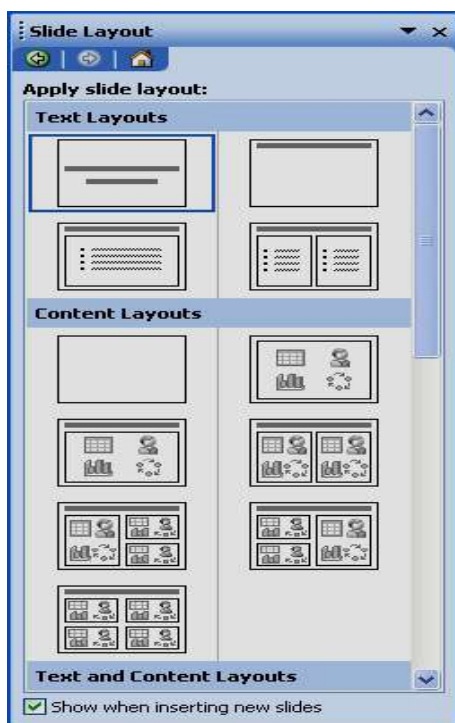 Slide Layout
Apply slide layout:
Text Layouts
Content Layouts
Text and Content Layouts
Show when inserting new slides